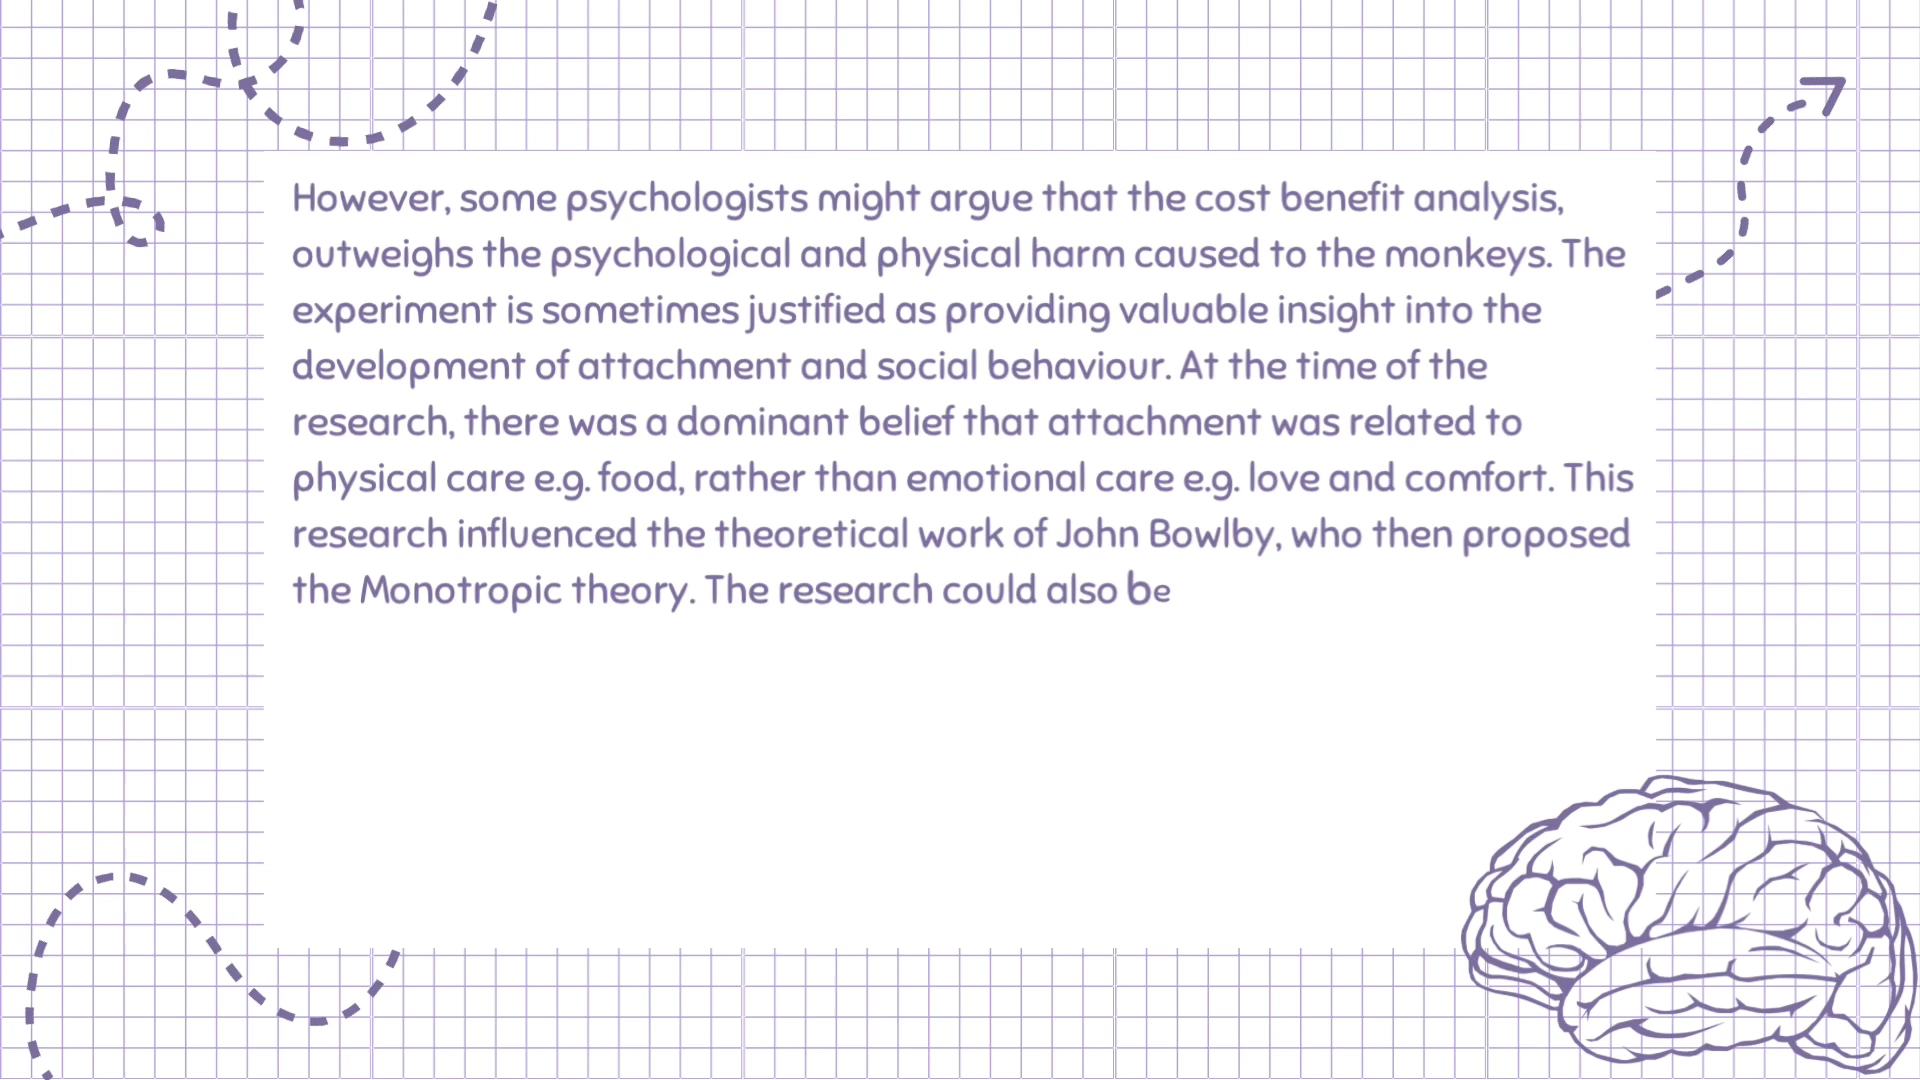 However, some psychologists might argue that the cost benefit analysis,
outweighs the psychological and physical harm caused to the monkeys. The
experiment is sometimes justified as providing valuable insight into the
development of attachment and social behaviour. At the time of the
research, there was a dominant belief that attachment was related to
physical care e.g. food, rather than emotional care e.g. love and comfort. This
research influenced the theoretical work of John Bowlby, who then proposed
the Monotropic theory. The research could also be